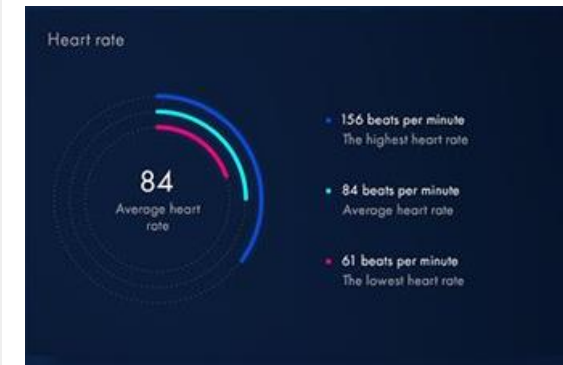 Heart rate
84
Average heart
rate
156 beats per minute
The highest heart rate
84 beats per minute
Average heart rate
61 beats per minute
The lowest heart rate